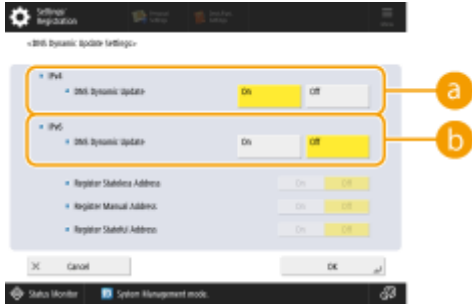 Settings/
Registration
<DNS Dynamic Update Settings>
IPv4
DNS Dynamic Update
On
Off
a
IPv6
DNS Dynamic Update
On
Off
b
Register Stateless Address
On
Off
Register Manual Address
On
Off
Register Stateful Address
On
Off
Cancel
OK
Status Monitor
System Management mode.